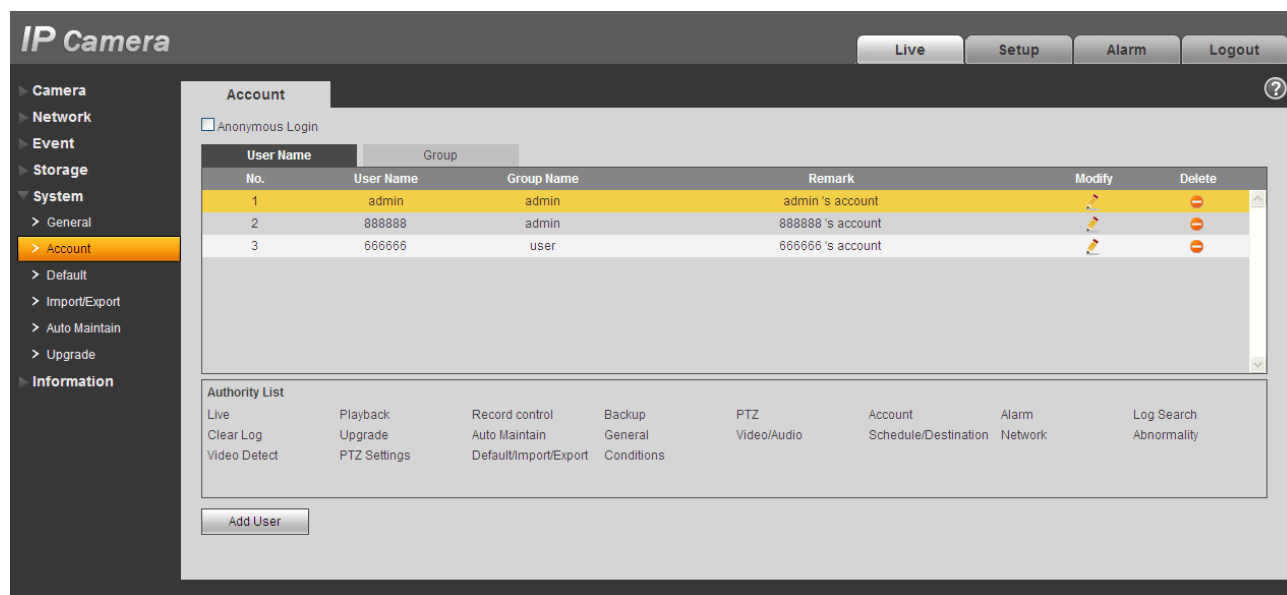 IP Camera
Live Setup Alarm Logout
Camera
Network
Event
Storage
System
General
Account
Default
Import/Export
Auto Maintain
Upgrade
Information
Account
?
Anonymous Login
User Name Group
No. User Name Group Name Remark Modify Delete
1 admin admin admin 's account
2 888888 admin 888888 's account
3 666666 user 666666 's account
Authority List
Live Playback Record control Backup PTZ Account Alarm Log Search
Clear Log Upgrade Auto Maintain General Video/Audio Schedule/Destination Network Abnormality
Video Detect PTZ Settings Default/Import/Export Conditions
Add User